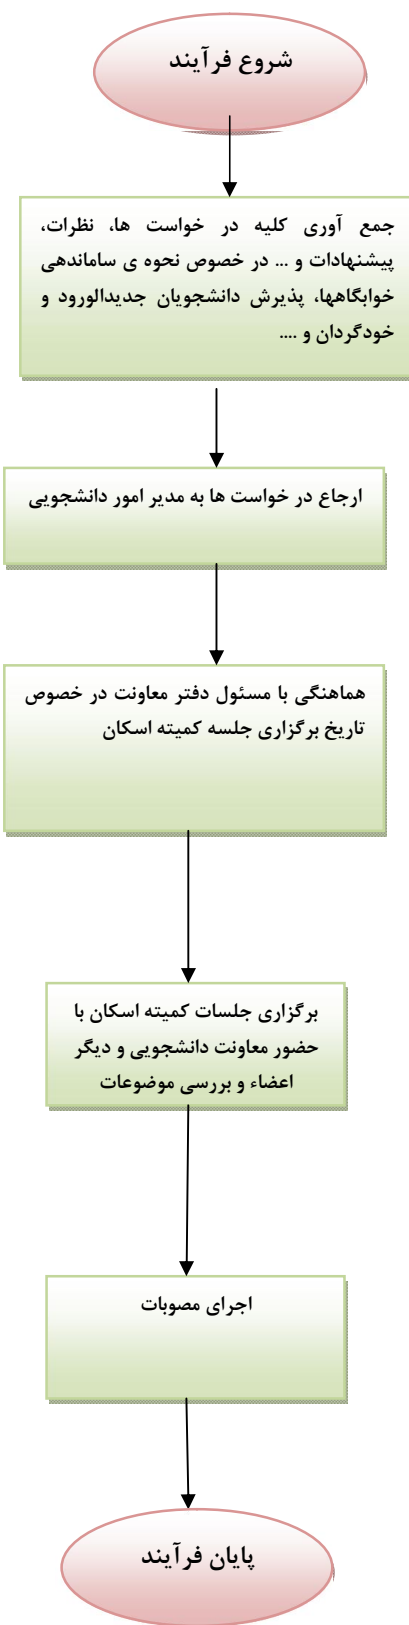 شروع فرآیند
جمع آوری کلیه در خواست ها، نظرات،
پیشنهادات و ... در خصوص نحوه ی ساماندهی
خوابگاهها، پذیرش دانشجویان جدیدالورود و
خودگردان و ....
ارجاع در خواست ها به مدیر امور دانشجویی
هماهنگی با مسئول دفتر معاونت در خصوص
تاریخ برگزاری جلسه کمیته اسکان
برگزاری جلسات کمیته اسکان با
حضور معاونت دانشجویی و دیگر
اعضاء و بررسی موضوعات
اجرای مصوبات
پایان فرآیند